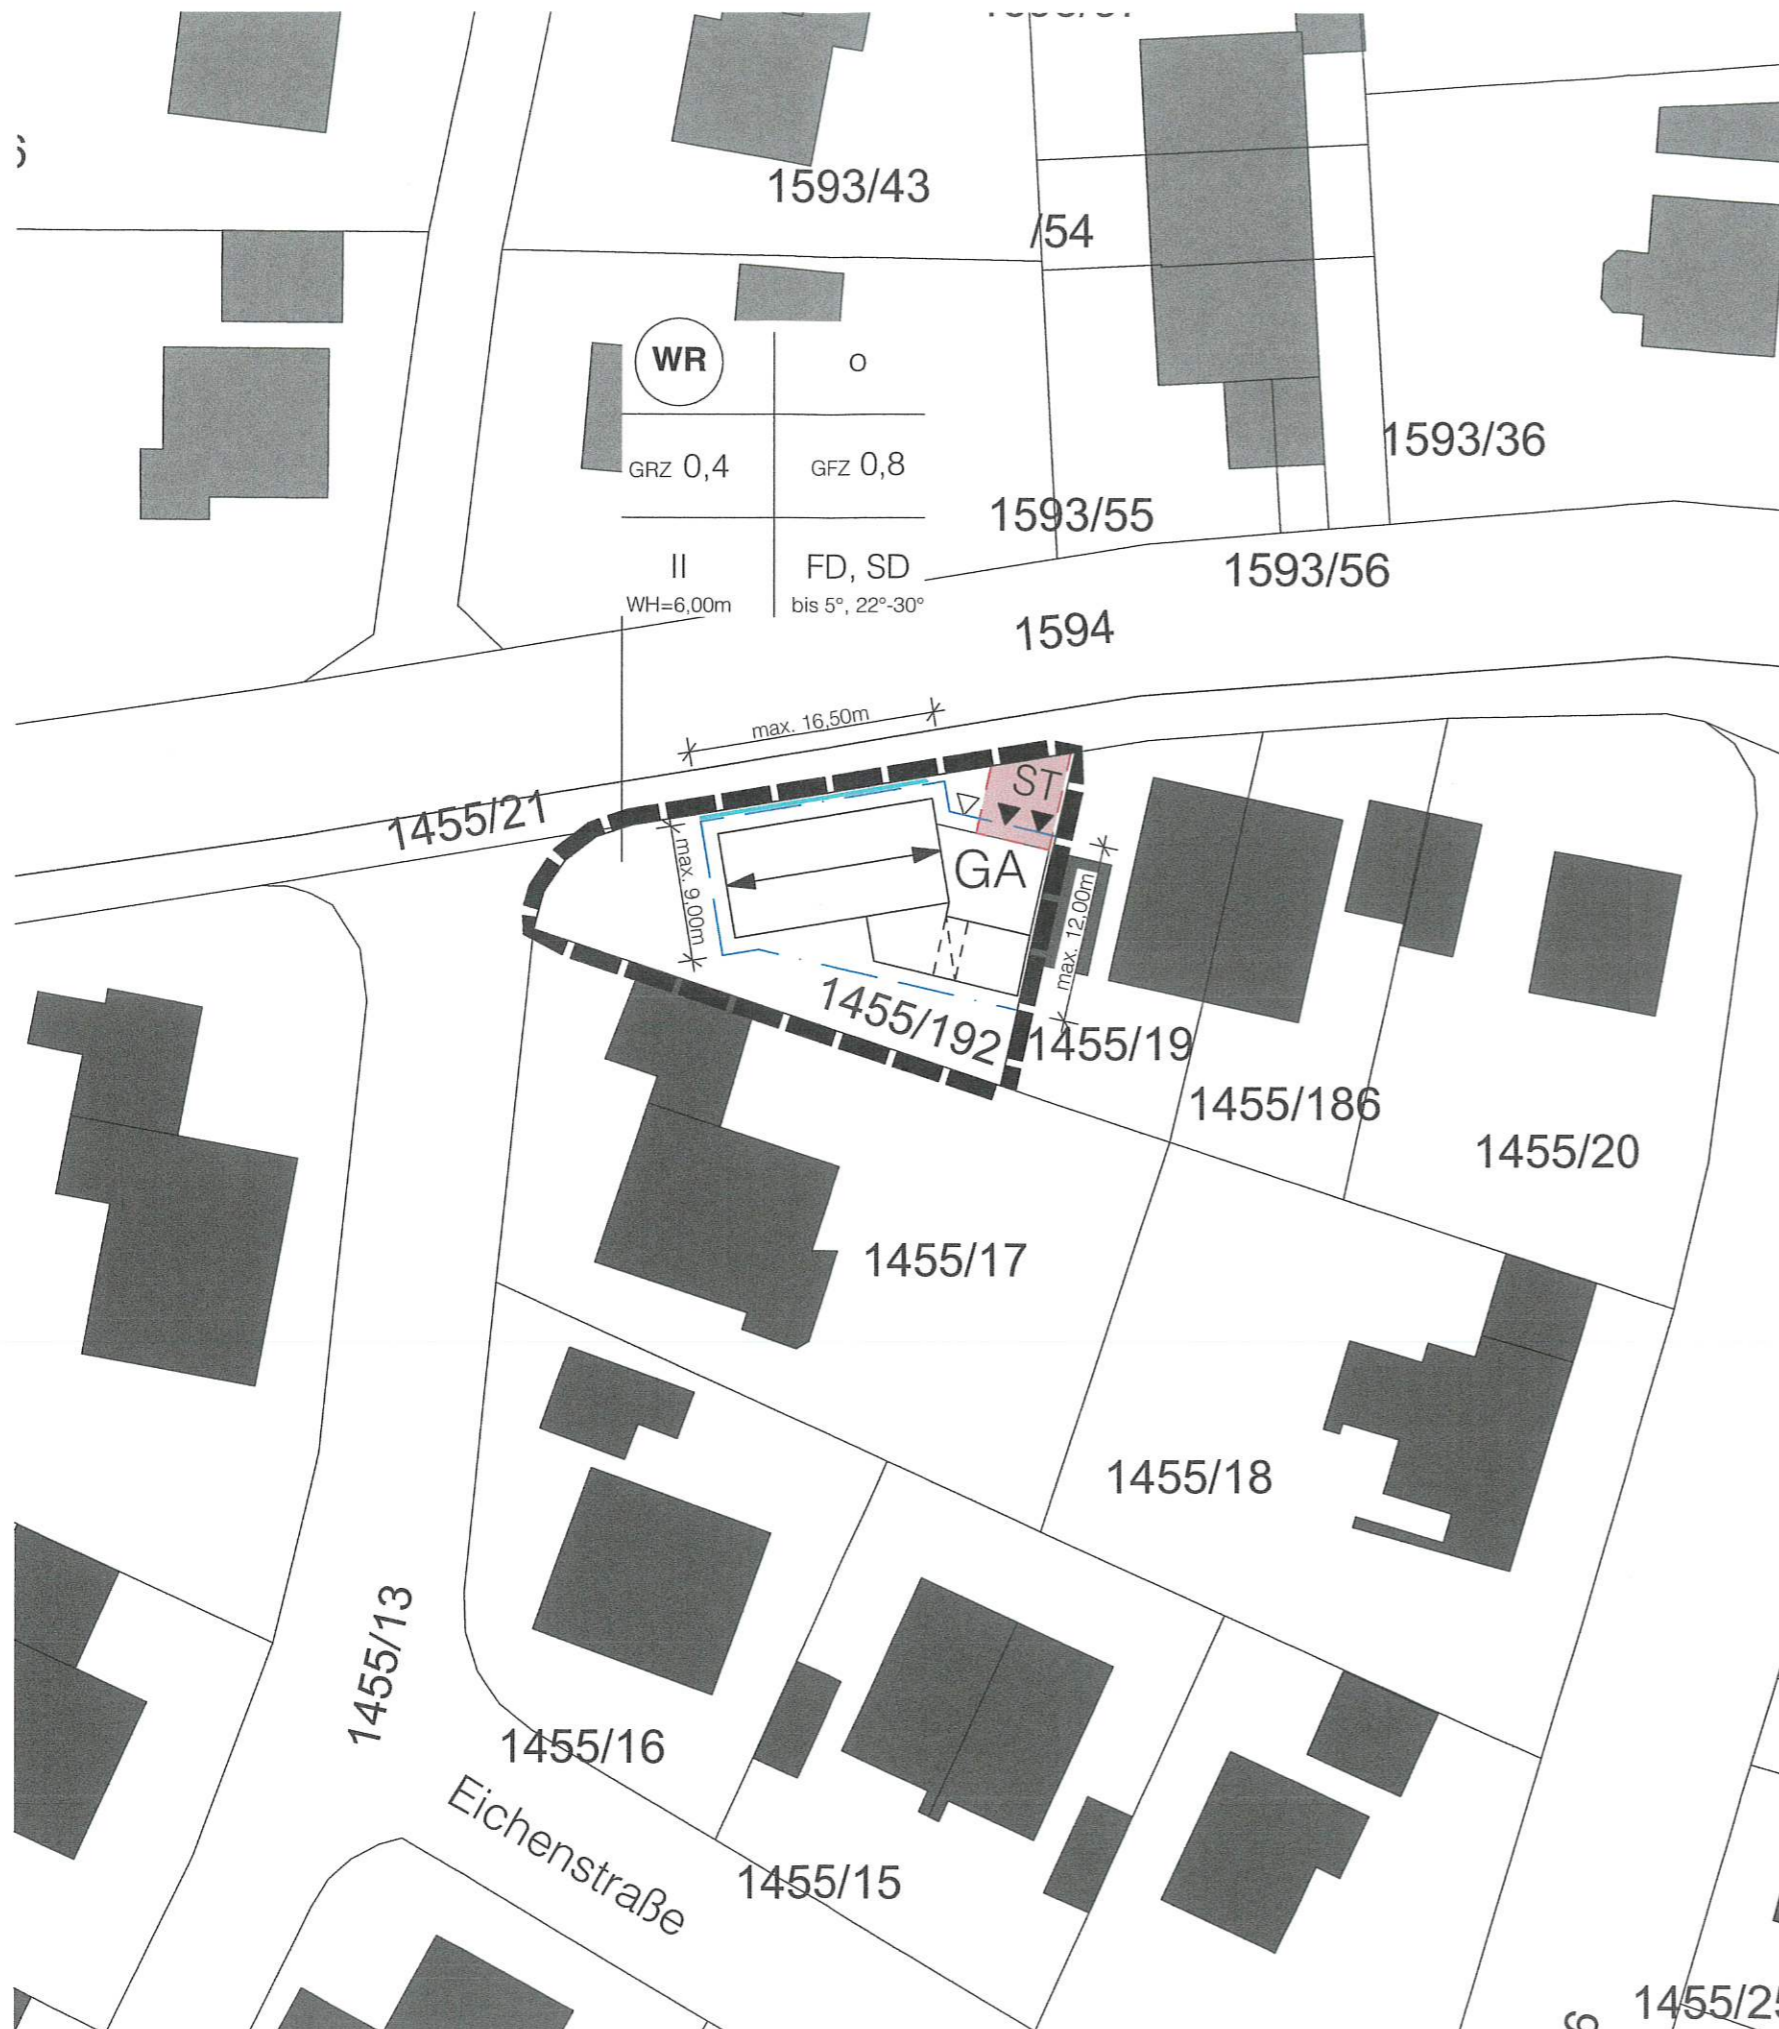 1593/43
/54
WR
o
1593/36
GRZ 0,4
GFZ 0,8
1593/55
II
FD, SD
1593/56
WH=6,00m
bis 5°, 22°-30°
1594
max. 16,50m
ST
1455/21
GA
max. 9,00m
max. 12,00m
1455/192
1455/19
1455/186
1455/20
1455/17
1455/18
1455/13
1455/16
Eichenstraße
1455/15